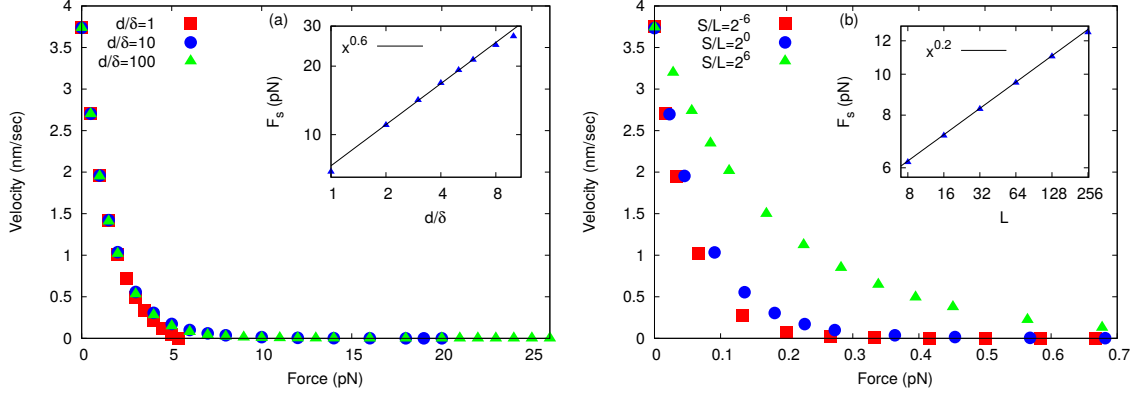 (a)
d/δ=1
d/δ=10
d/δ=100
Velocity (nm/sec)
4
3.5
3
2.5
2
1.5
1
0.5
0
0 5 10 15 20 25
Force (pN)
x^0.6
F_s (pN)
30
20
10
1 2 4 8
d/δ
(b)
S/L=2^-6
S/L=2^0
S/L=2^6
Velocity (nm/sec)
4
3.5
3
2.5
2
1.5
1
0.5
0
0 0.1 0.2 0.3 0.4 0.5 0.6 0.7
Force (pN)
x^0.2
F_s (pN)
12
10
8
6
8 16 32 64 128 256
L